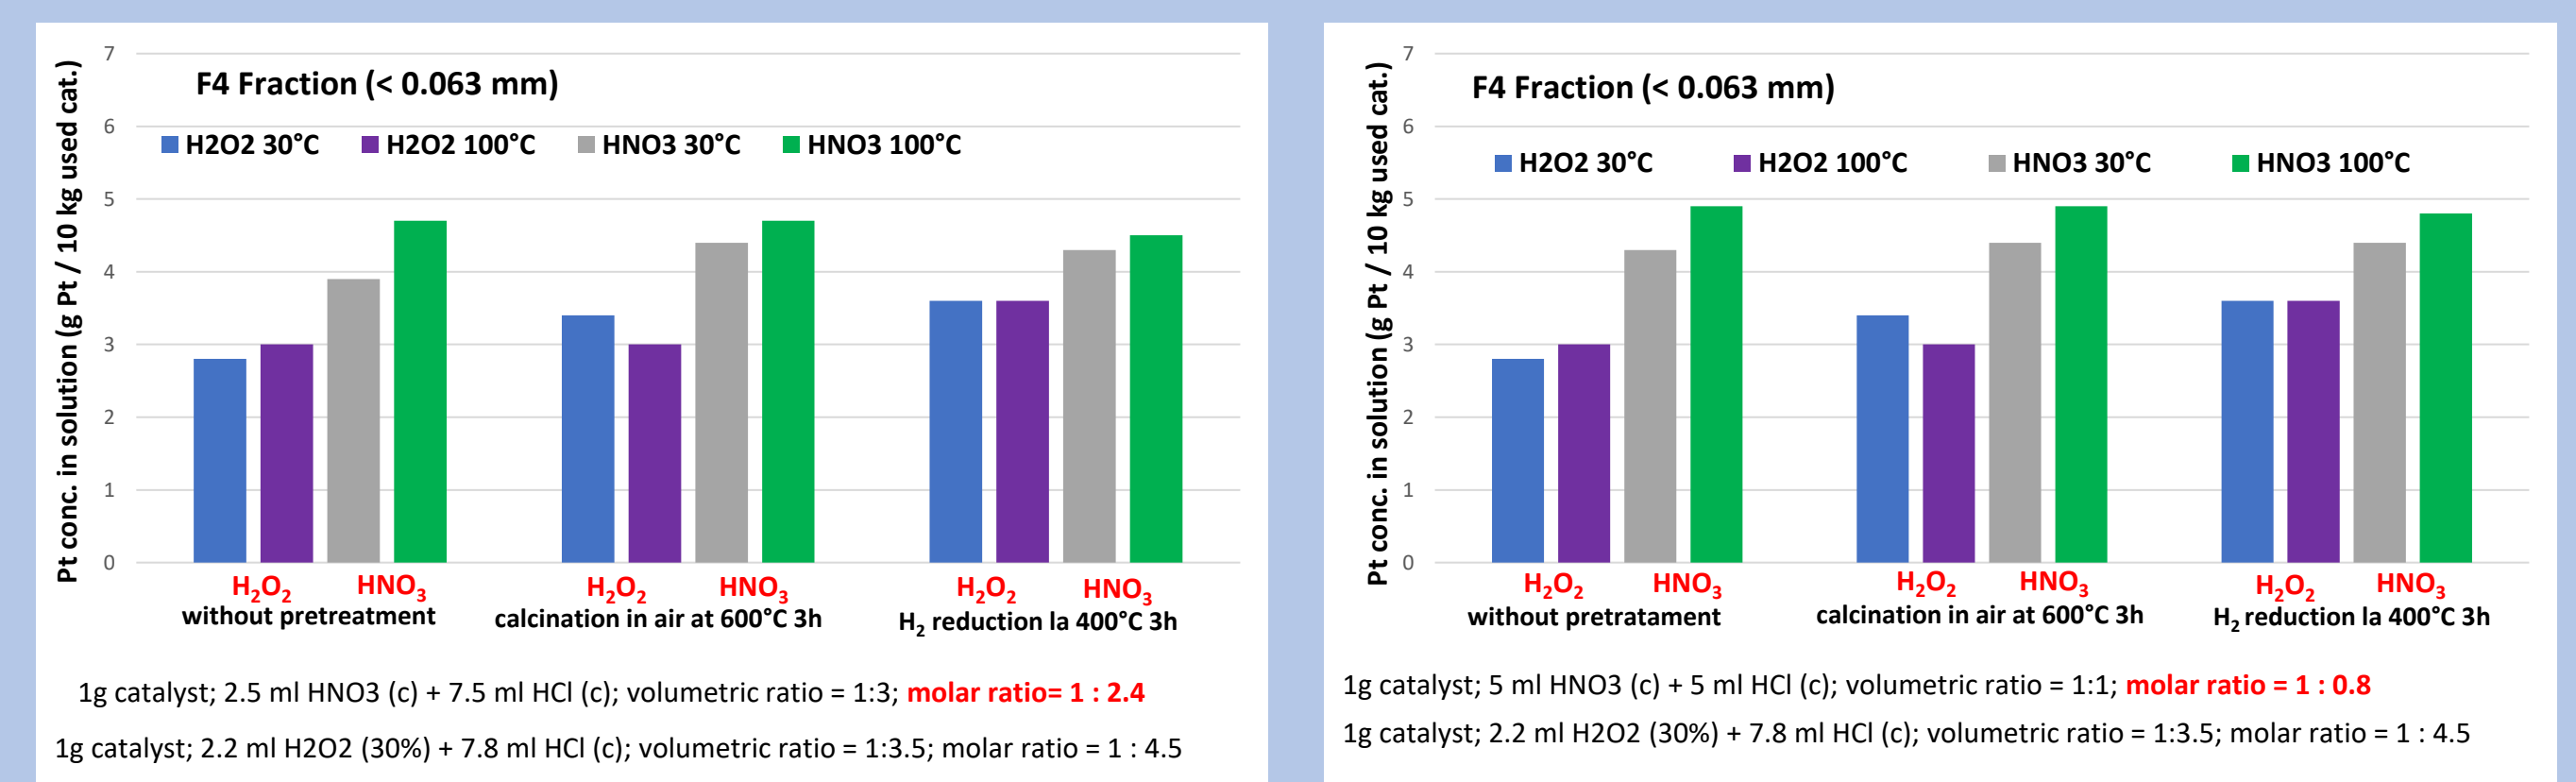 Pt conc. in solution (g Pt / 10 kg used cat.)
F4 Fraction (< 0.063 mm)
7
6
5
4
3
2
1
0
H2O2 30°C H2O2 100°C HNO3 30°C HNO3 100°C
H₂O₂ HNO₃ H₂O₂ HNO₃ H₂O₂ HNO₃
without pretreatment calcination in air at 600°C 3h H₂ reduction la 400°C 3h
1g catalyst; 2.5 ml HNO3 (c) + 7.5 ml HCl (c); volumetric ratio = 1:3; molar ratio= 1 : 2.4
1g catalyst; 2.2 ml H2O2 (30%) + 7.8 ml HCl (c); volumetric ratio = 1:3.5; molar ratio = 1 : 4.5
Pt conc. in solution (g Pt / 10 kg used cat.)
F4 Fraction (< 0.063 mm)
7
6
5
4
3
2
1
0
H2O2 30°C H2O2 100°C HNO3 30°C HNO3 100°C
H₂O₂ HNO₃ H₂O₂ HNO₃ H₂O₂ HNO₃
without pretratament calcination in air at 600°C 3h H₂ reduction la 400°C 3h
1g catalyst; 5 ml HNO3 (c) + 5 ml HCl (c); volumetric ratio = 1:1; molar ratio = 1 : 0.8
1g catalyst; 2.2 ml H2O2 (30%) + 7.8 ml HCl (c); volumetric ratio = 1:3.5; molar ratio = 1 : 4.5